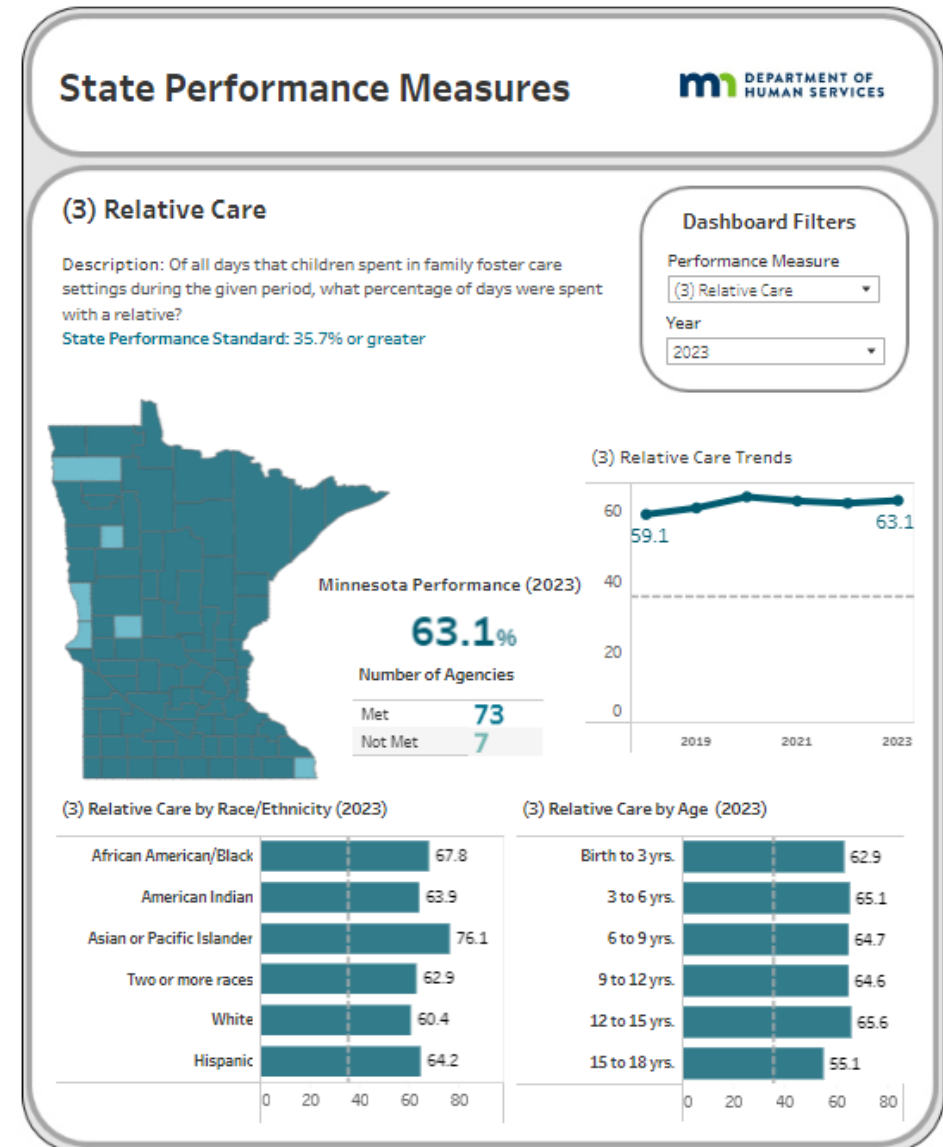 State Performance Measures
mn DEPARTMENT OF
HUMAN SERVICES
(3) Relative Care
Description: Of all days that children spent in family foster care
settings during the given period, what percentage of days were spent
with a relative?
State Performance Standard: 35.7% or greater
Dashboard Filters
Performance Measure
(3) Relative Care
Year
2023
Minnesota Performance (2023)
63.1%
Number of Agencies
Met 73
Not Met 7
(3) Relative Care Trends
60
40
20
0
59.1
63.1
2019 2021 2023
(3) Relative Care by Race/Ethnicity (2023)
African American/Black 67.8
American Indian 63.9
Asian or Pacific Islander 76.1
Two or more races 62.9
White 60.4
Hispanic 64.2
0 20 40 60 80
(3) Relative Care by Age (2023)
Birth to 3 yrs. 62.9
3 to 6 yrs. 65.1
6 to 9 yrs. 64.7
9 to 12 yrs. 64.6
12 to 15 yrs. 65.6
15 to 18 yrs. 55.1
0 20 40 60 80